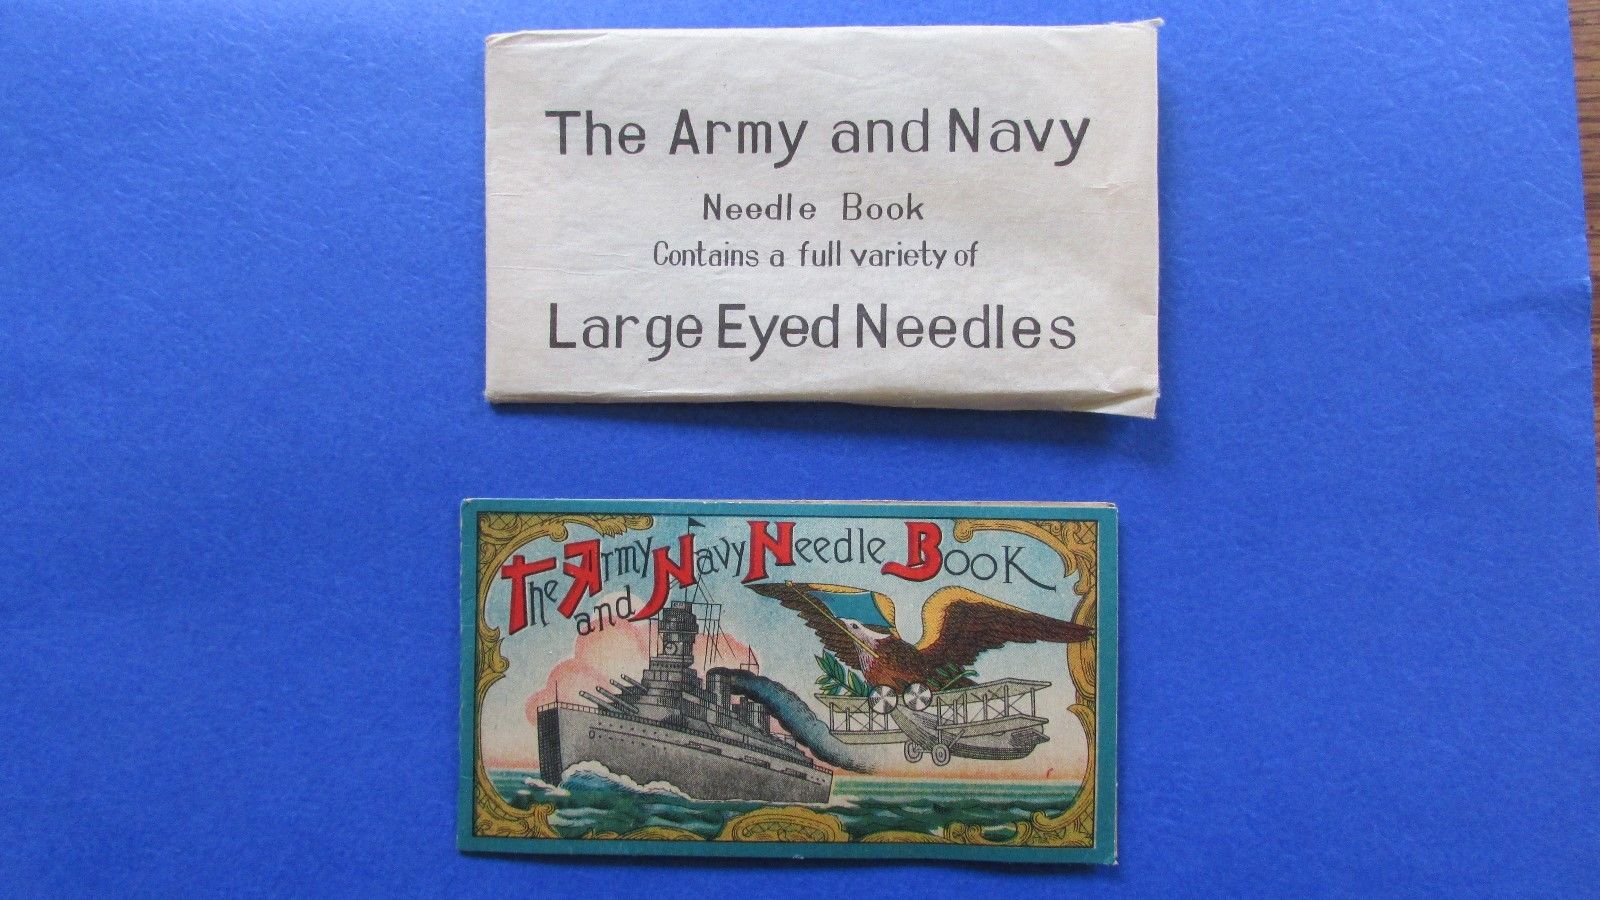 The Army and Navy
Needle Book
Contains a full variety of
Large Eyed Needles
The Army and Navy Needle Book